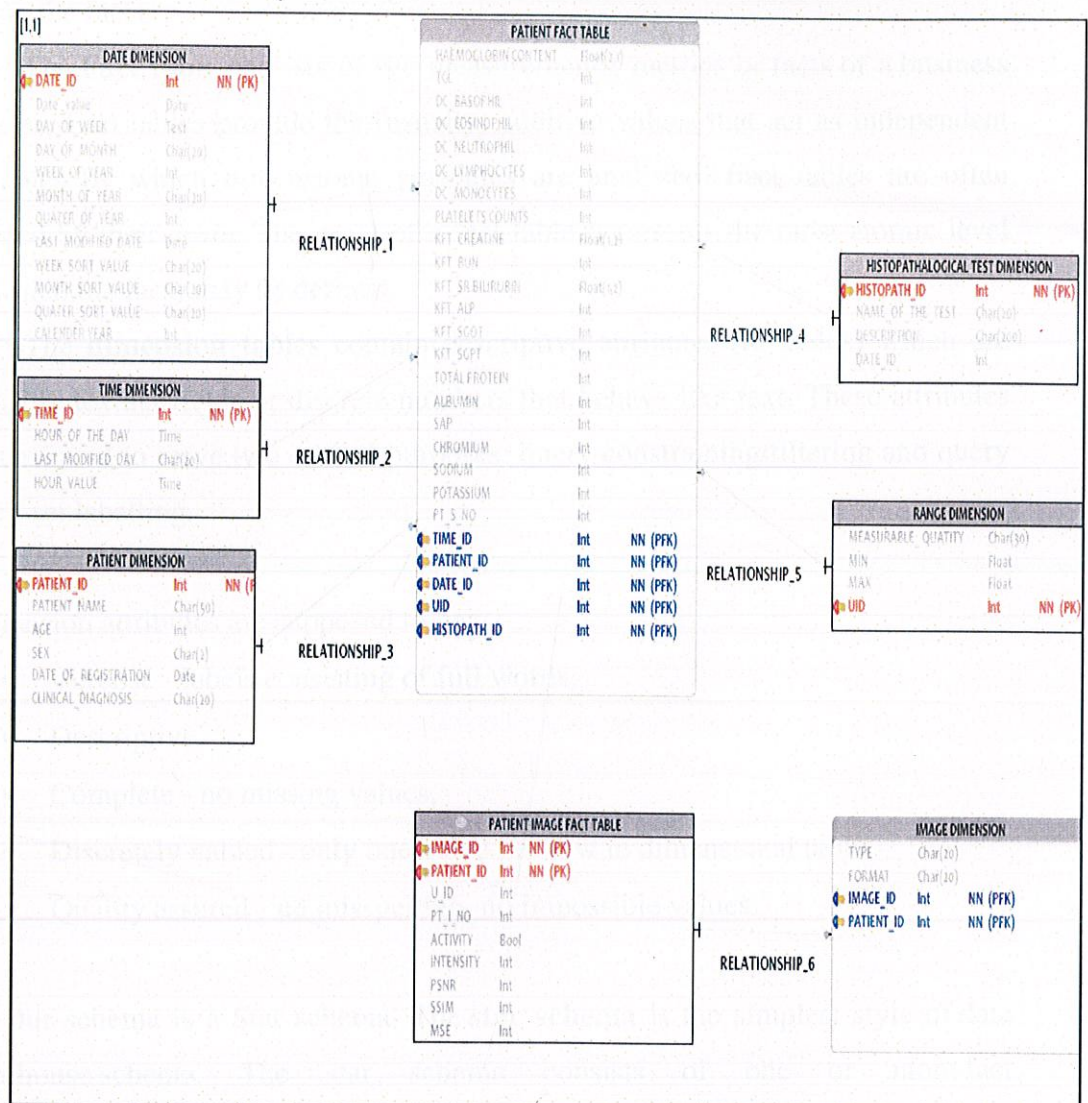 [1,1]
DATE DIMENSION
DATE_ID Int NN (PK)
Date_value Date
DAY OF WEEK Text
DAY OF MONTH Char(20)
WEEK OF YEAR Int
MONTH OF YEAR Char(20)
QUATER OF YEAR Int
LAST MODIFIED DATE Date
WEEK SORT VALUE Char(20)
MONTH SORT VALUE Char(20)
QUATER SORT VALUE Char(20)
CALENDER YEAR Int
RELATIONSHIP_1
TIME DIMENSION
TIME_ID Int NN (PK)
HOUR OF THE DAY Time
LAST MODIFIED DAY Char(20)
HOUR VALUE Time
RELATIONSHIP_2
PATIENT DIMENSION
PATIENT_ID Int NN (P
PATIENT NAME Char(50)
AGE Int
SEX Char(2)
DATE_OF_REGISTRATION Date
CLINICAL DIAGNOSIS Char(20)
RELATIONSHIP_3
PATIENT FACT TABLE
HAEMOCLOBIN CONTENT
Int
DC_BASOFHIL Int
DC_EOSINOFHIL Int
DC_NEUTROFHIL Int
DC_LYMPHOCYTES Int
DC_MONOCYTES Int
PLATELETS COUNTS Int
KFT_CREATINE
KFT_BUN Int
KFT_ALP Int
KFT_SGOT Int
KFT_SGPT Int
TOTAL PROTEIN Int
ALBUMIN Int
SAP Int
CHROMIUM Int
SODIUM Int
POTASSIUM Int
PT_S_NO Int
TIME_ID Int NN (PFK)
PATIENT_ID Int NN (PFK)
DATE_ID Int NN (PFK)
UID Int NN (PFK)
HISTOPATH_ID Int NN (PFK)
RELATIONSHIP_4
HISTOPATHALOGICAL TEST DIMENSION
HISTOPATH_ID Int NN (PK)
NAME OF THE TEST Char(20)
DESCRIPTION Char(200)
DATE_ID Int
RELATIONSHIP_5
RANGE DIMENSION
MEASURABLE_QUATITY Char(30)
MIN Float
MAX Float
UID Int NN (PK)
PATIENT IMAGE FACT TABLE
IMAGE_ID Int NN (PK)
PATIENT_ID Int NN (PK)
U_ID Int
PT_I_NO Int
ACTIVITY Bool
INTENSITY Int
PSNR Int
SSIM Int
MSE Int
RELATIONSHIP_6
IMAGE DIMENSION
TYPE Char(20)
FORMAT Char(20)
IMAGE_ID Int NN (PFK)
PATIENT_ID Int NN (PFK)